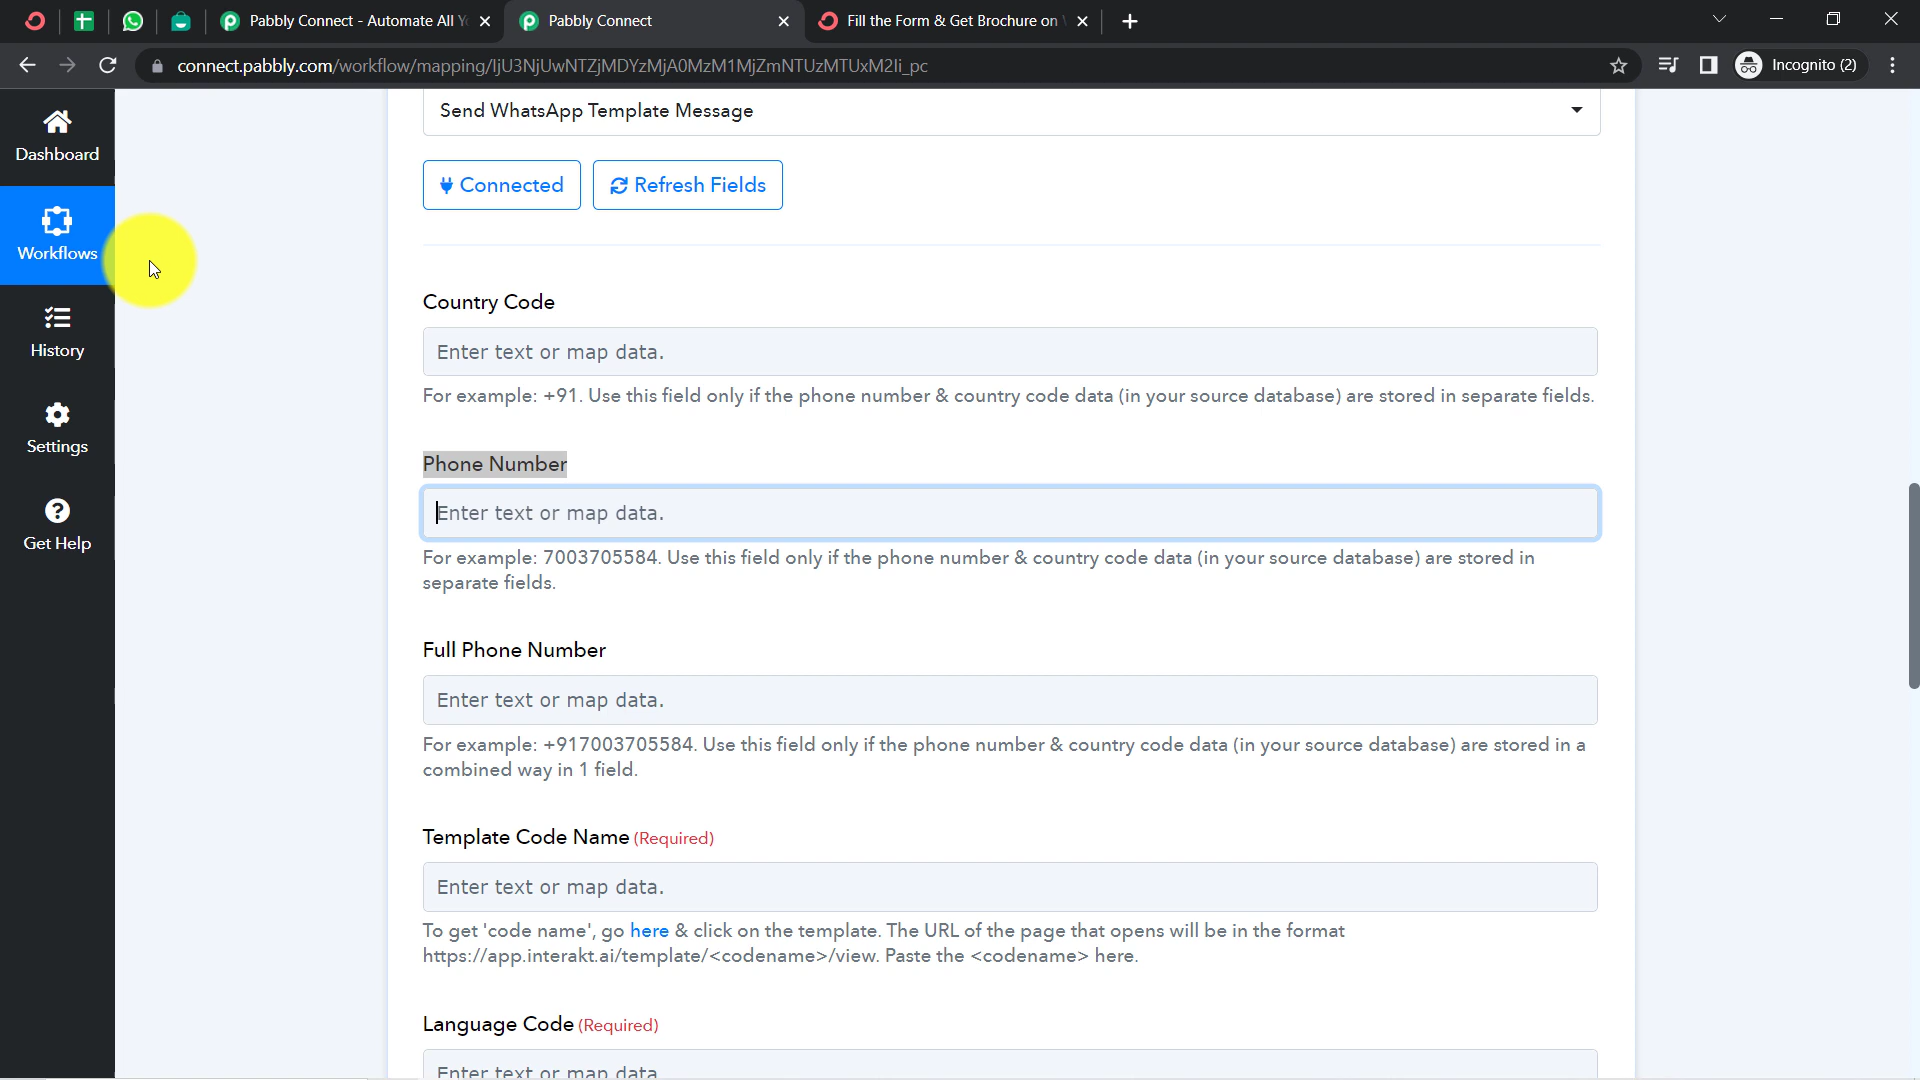 Pabbly Connect - Automate All Y
Pabbly Connect
Fill the Form & Get Brochure on
connect.pabbly.com/workflow/mapping/IjU3NjUwNTZjMDYzMjA0MzM1MjZmNTUzMTUxM2Ii_pc
Incognito (2)
Dashboard
Workflows
History
Settings
Get Help
Send WhatsApp Template Message
Connected
Refresh Fields
Country Code
Enter text or map data.
For example: +91. Use this field only if the phone number & country code data (in your source database) are stored in separate fields.
Phone Number
Enter text or map data.
For example: 7003705584. Use this field only if the phone number & country code data (in your source database) are stored in
separate fields.
Full Phone Number
Enter text or map data.
For example: +917003705584. Use this field only if the phone number & country code data (in your source database) are stored in a
combined way in 1 field.
Template Code Name (Required)
Enter text or map data.
To get 'code name', go here & click on the template. The URL of the page that opens will be in the format
https://app.interakt.ai/template/<codename>/view. Paste the <codename> here.
Language Code (Required)
Enter text or map data.